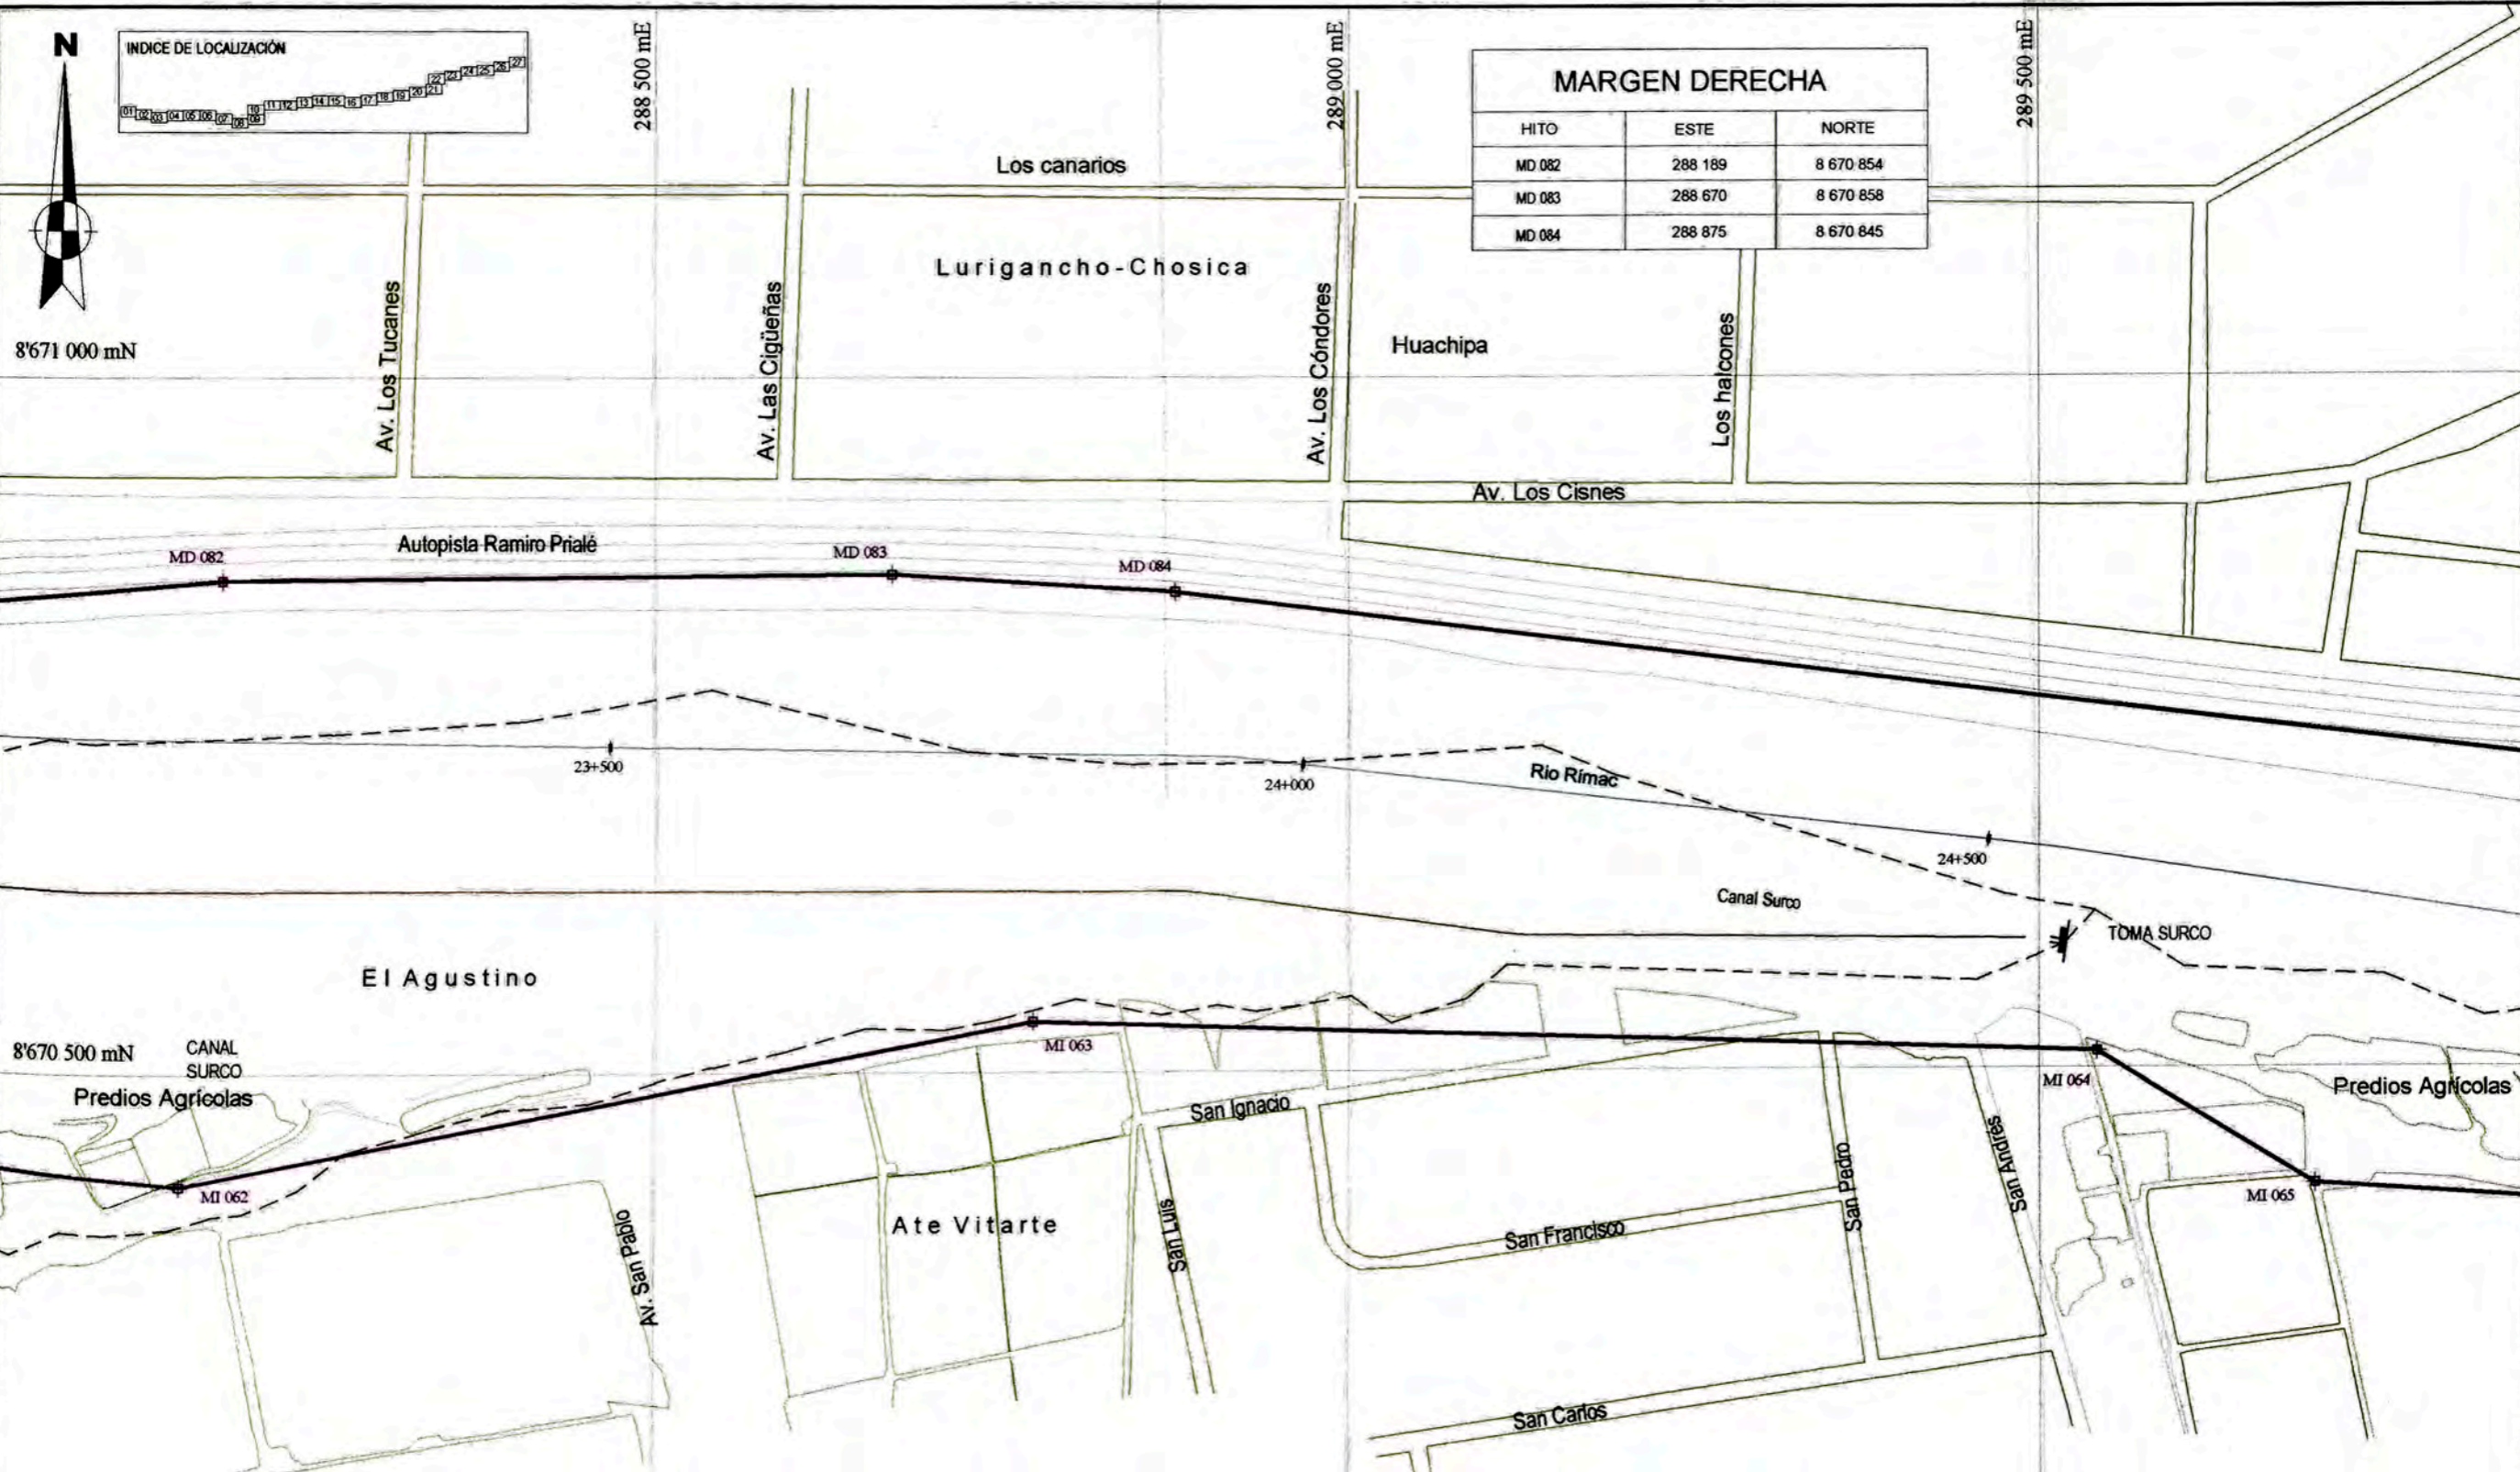 N
INDICE DE LOCALIZACIÓN
01 02 03 04 05 06 07 08 09 10 11 12 13 14 15 16 17 18 19 20 21 22 23 24 25 26 27
288 500 mE
289 000 mE
289 500 mE
MARGEN DERECHA
HITO ESTE NORTE
MD 082 288 189 8 670 854
MD 083 288 670 8 670 858
MD 084 288 875 8 670 845
Los canarios
Lurigancho-Chosica
8'671 000 mN
Av. Los Tucanes
Av. Las Cigüeñas
Av. Los Cóndores
Huachipa
Los halcones
Av. Los Cisnes
MD 082
Autopista Ramiro Prialé
MD 083
MD 084
23+500
24+000
Rio Rímac
24+500
Canal Surco
TOMA SURCO
El Agustino
8'670 500 mN
CANAL
SURCO
Predios Agrícolas
MI 063
MI 064
Predios Agrícolas
San Ignacio
MI 062
Av. San Pablo
Ate Vitarte
San Luis
San Francisco
San Pedro
San Andrés
MI 065
San Carlos